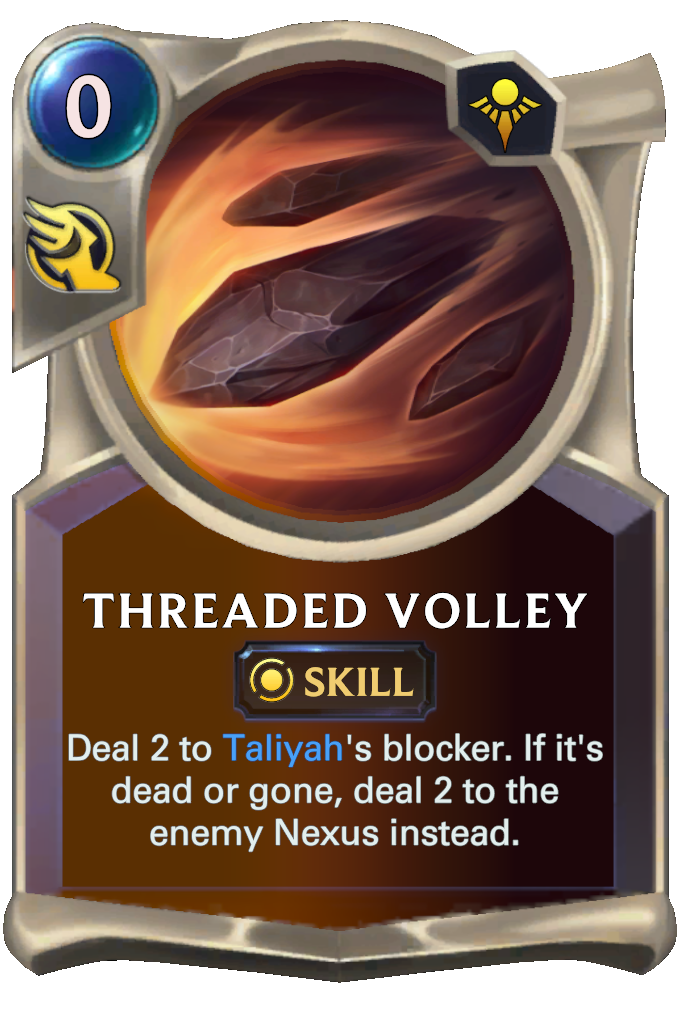 0
THREADED VOLLEY
SKILL
Deal 2 to Taliyah's blocker. If it's
dead or gone, deal 2 to the
enemy Nexus instead.